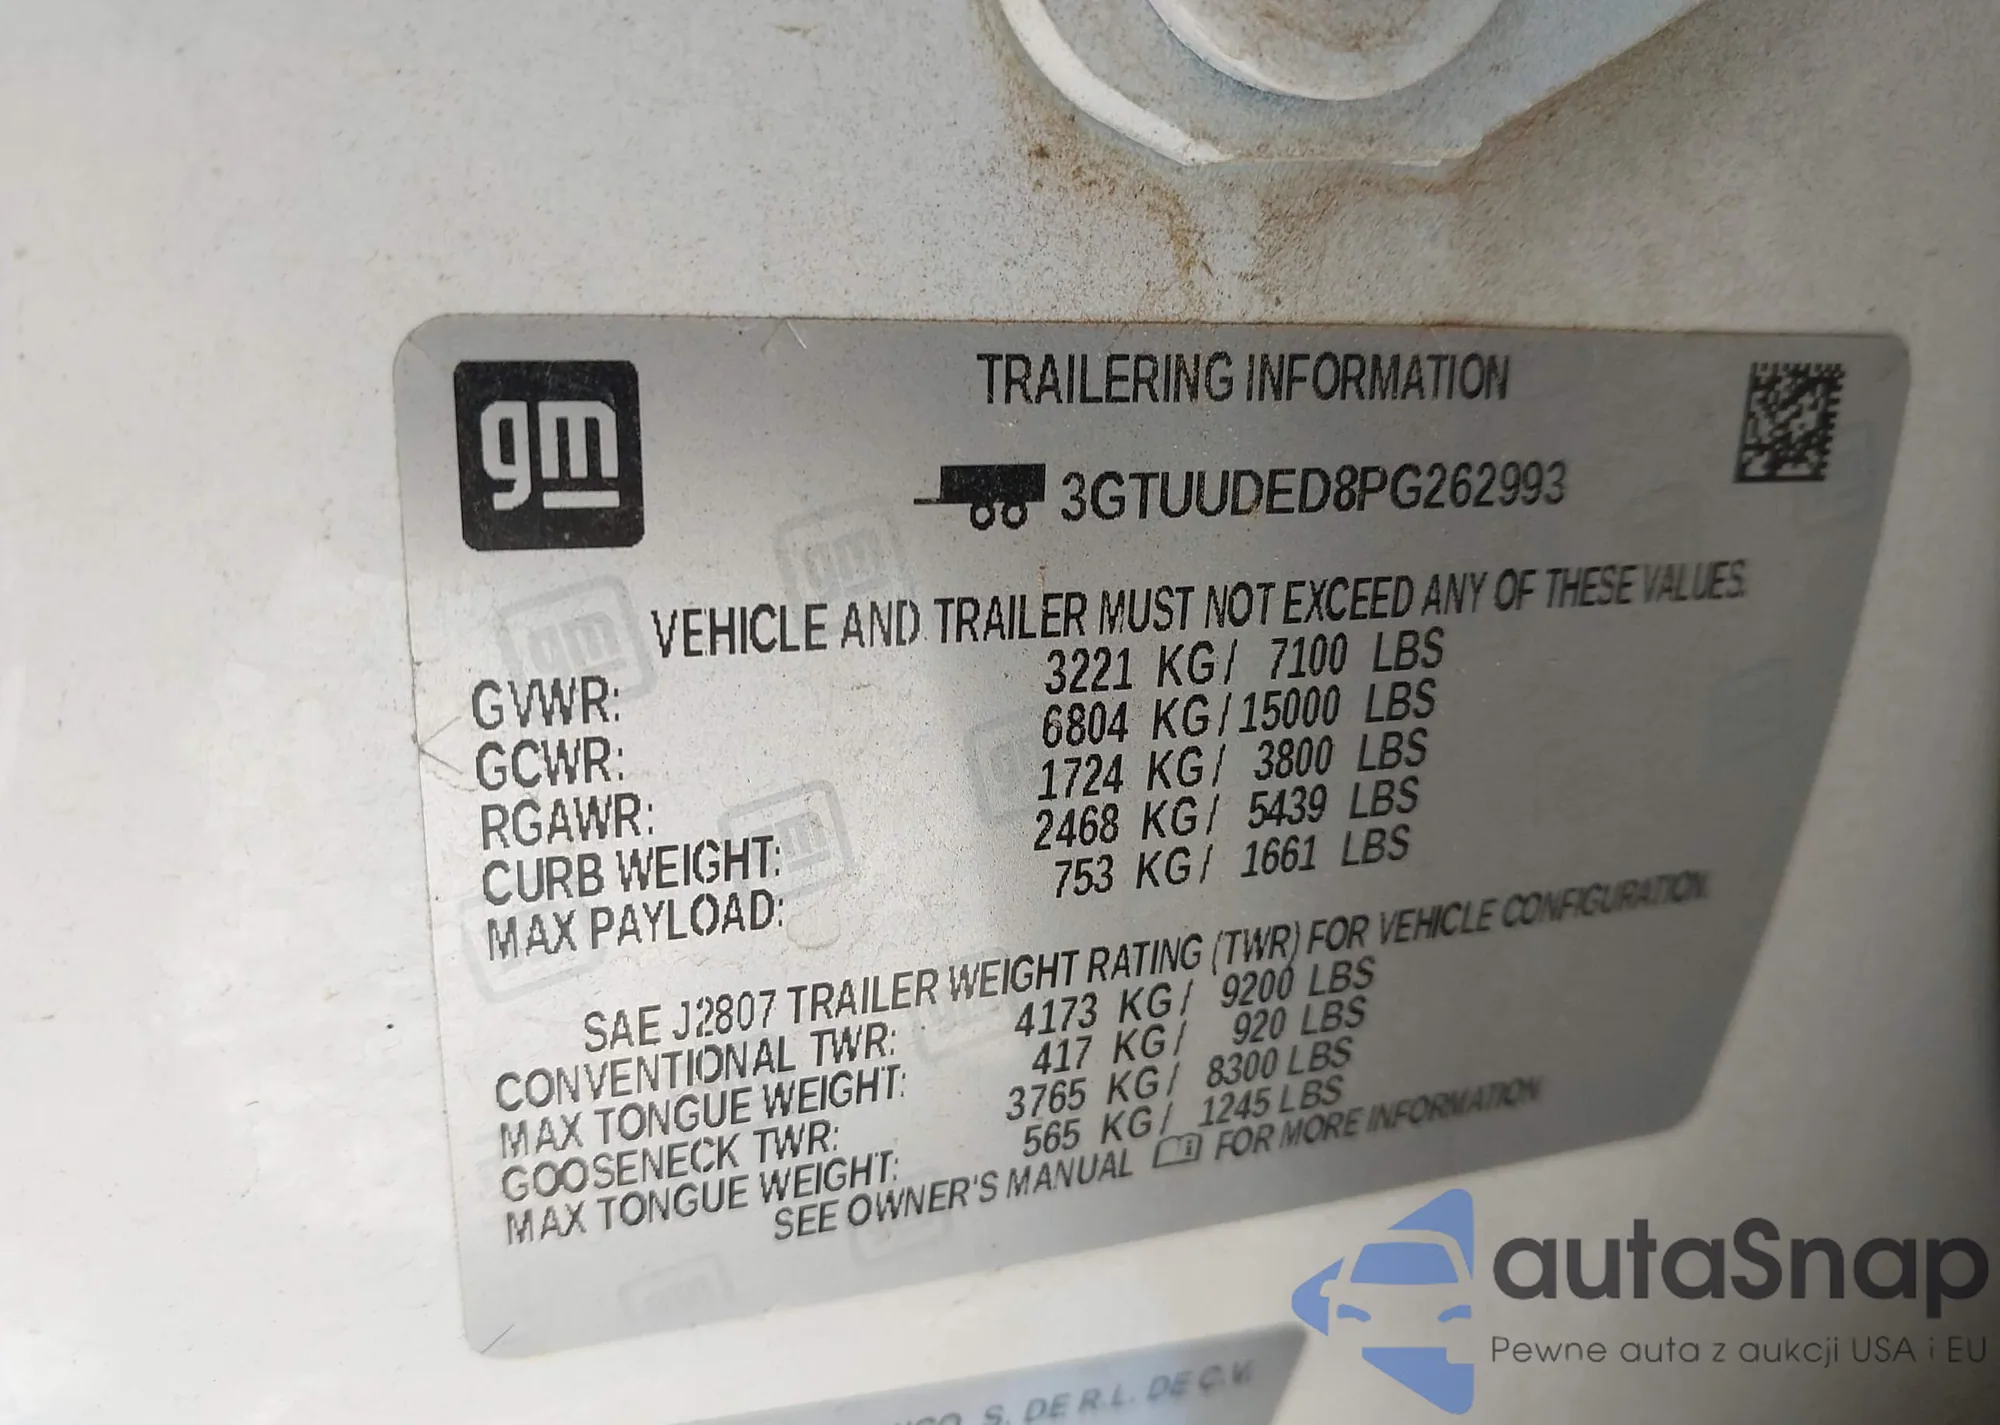 gm
TRAILERING INFORMATION
3GTUUDED8PG262993
VEHICLE AND TRAILER MUST NOT EXCEED ANY OF THESE VALUES.
GVWR: 3221 KG/ 7100 LBS
GCWR: 6804 KG/15000 LBS
RGAWR: 1724 KG/ 3800 LBS
CURB WEIGHT: 2468 KG/ 5439 LBS
MAX PAYLOAD: 753 KG/ 1661 LBS
SAE J2807 TRAILER WEIGHT RATING (TWR) FOR VEHICLE CONFIGURATION.
CONVENTIONAL TWR: 4173 KG/ 9200 LBS
MAX TONGUE WEIGHT: 417 KG/ 920 LBS
GOOSENECK TWR: 3765 KG/ 8300 LBS
MAX TONGUE WEIGHT: 565 KG/ 1245 LBS
SEE OWNER'S MANUAL FOR MORE INFORMATION
autaSnap
Pewne auta z aukcji USA i EU
S. DE R.L. DE C.V.